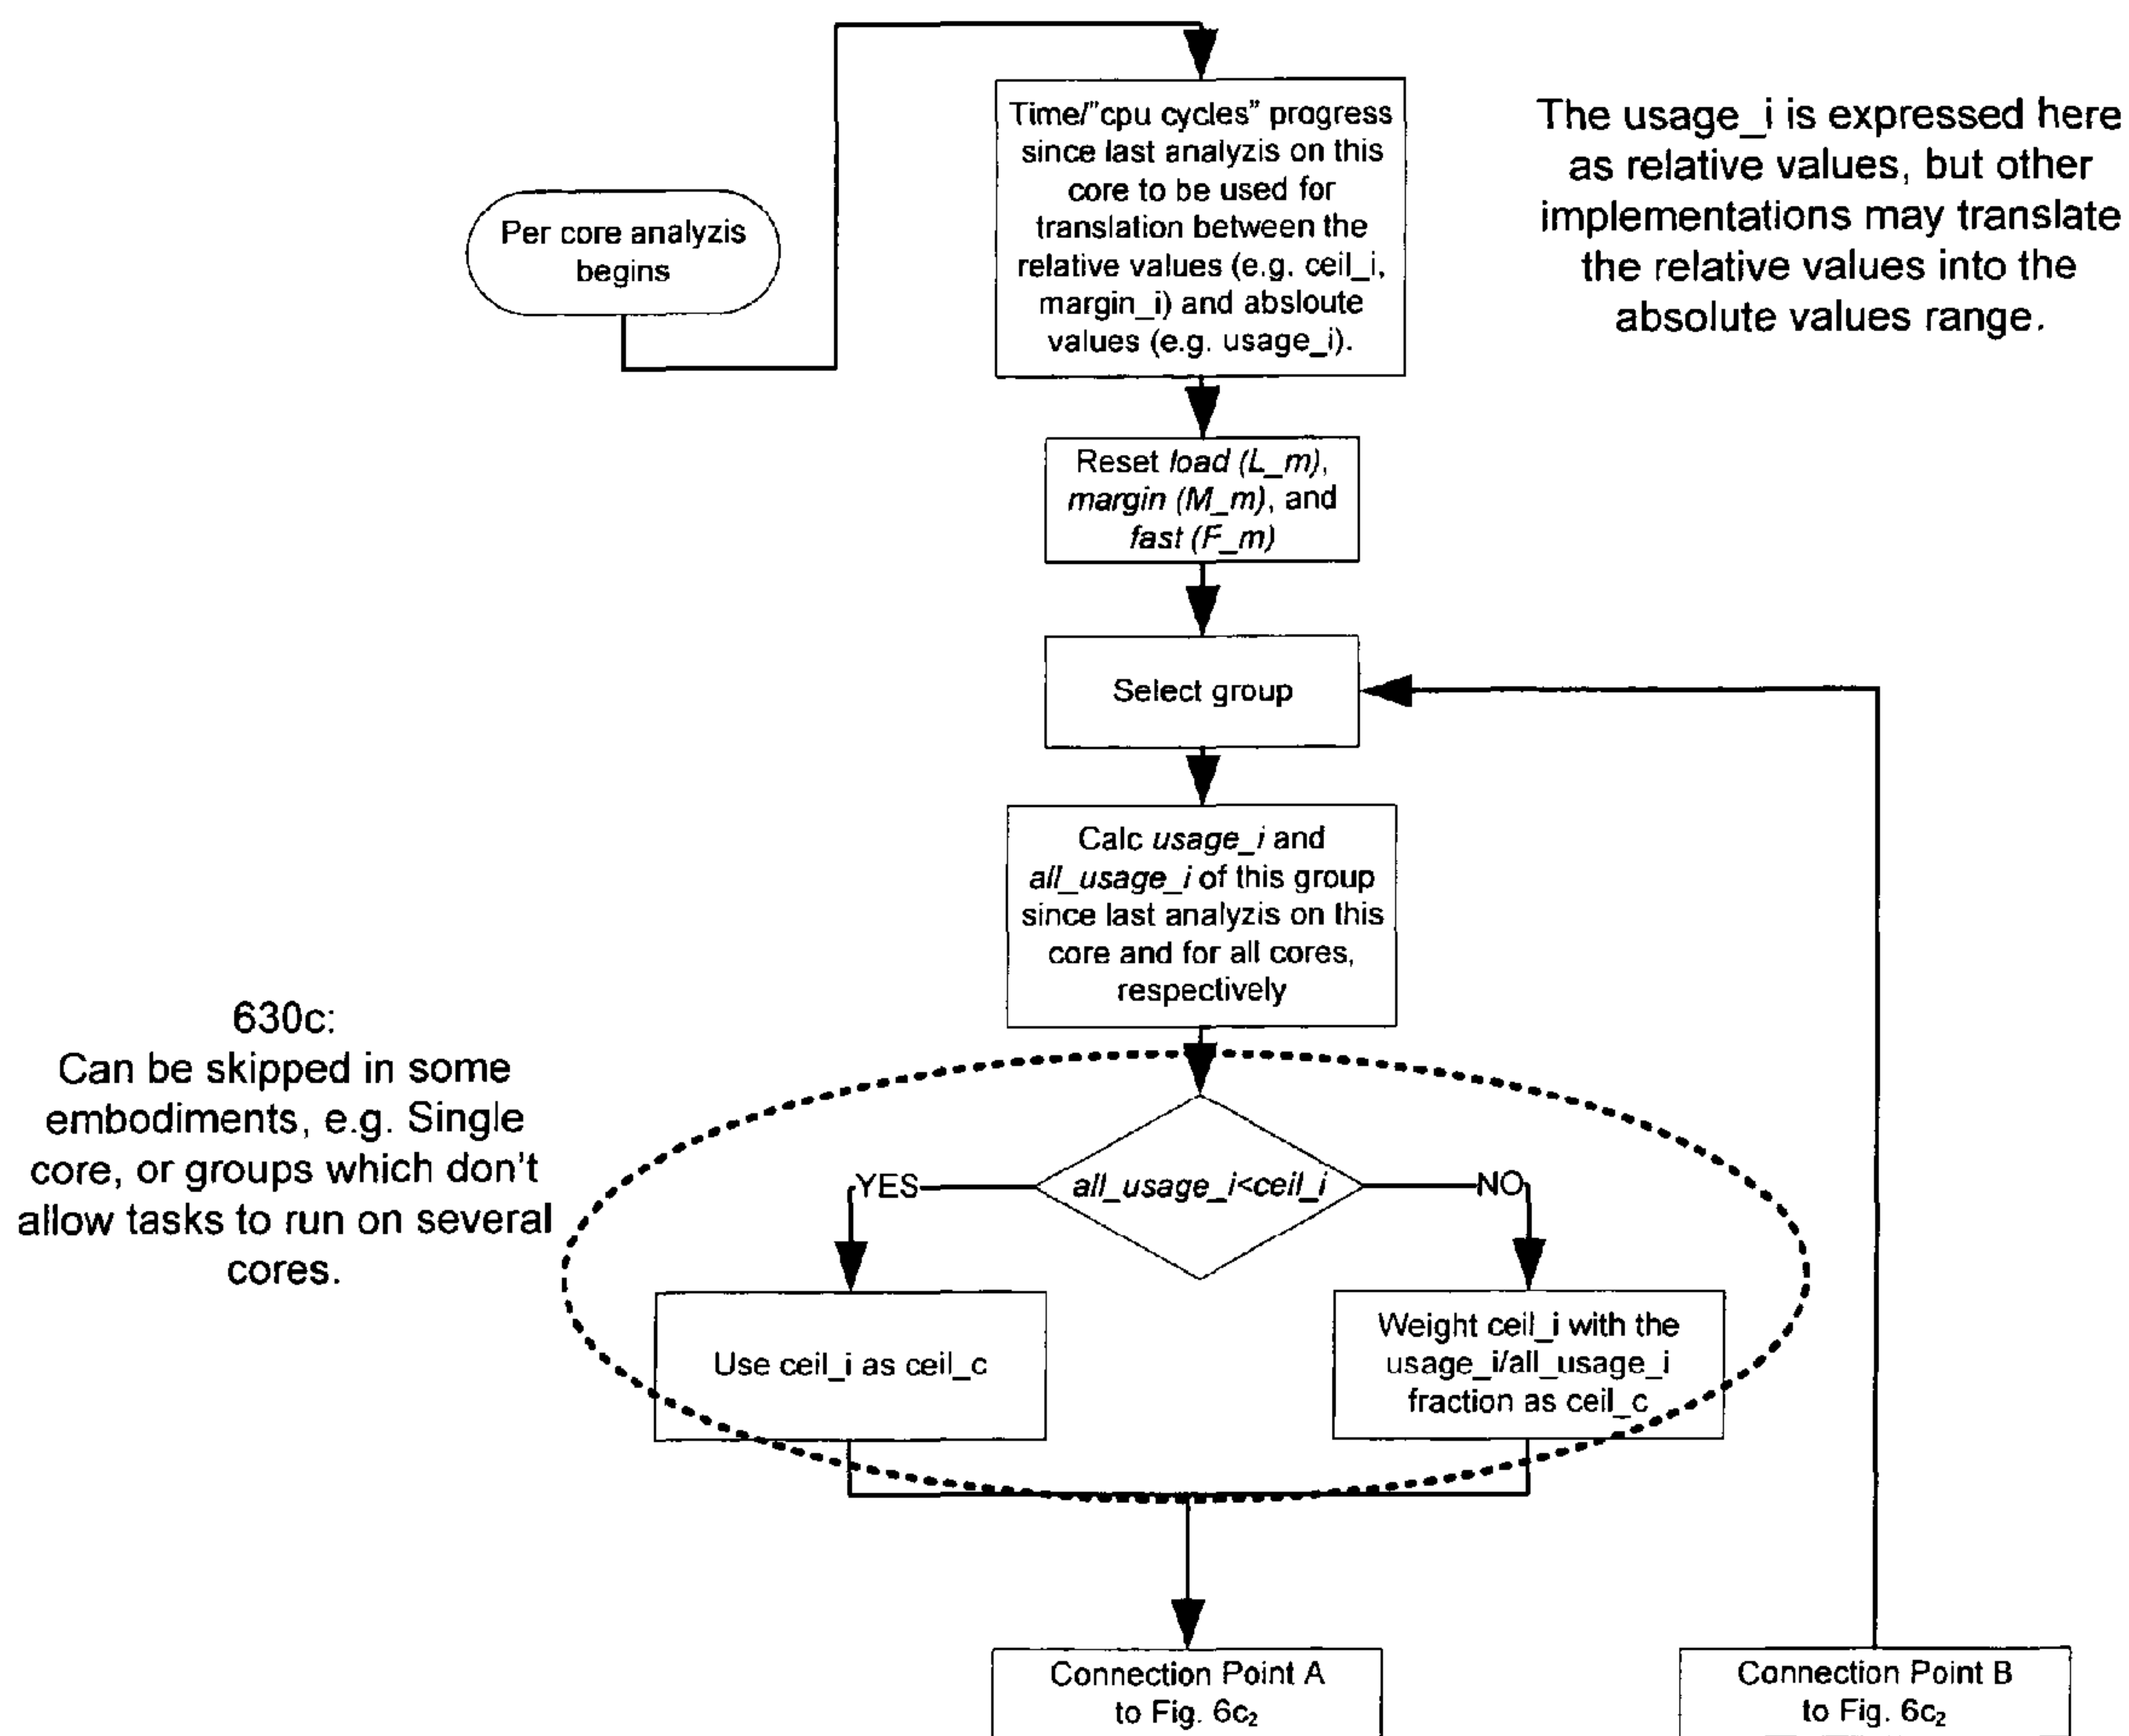 Per core analyzis
begins
Time/"cpu cycles" progress
since last analyzis on this
core to be used for
translation between the
relative values (e.g. ceil_i,
margin_i) and absloute
values (e.g. usage_i).
The usage_i is expressed here
as relative values, but other
implementations may translate
the relative values into the
absolute values range.
Reset load (L_m),
margin (M_m), and
fast (F_m)
Select group
Calc usage_i and
all_usage_i of this group
since last analyzis on this
core and for all cores,
respectively
630c:
Can be skipped in some
embodiments, e.g. Single
core, or groups which don't
allow tasks to run on several
cores.
YES
all_usage_i<ceil_i
NO
Use ceil_i as ceil_c
Weight ceil_i with the
usage_i/all_usage_i
fraction as ceil_c
Connection Point A
to Fig. 6c₂
Connection Point B
to Fig. 6c₂